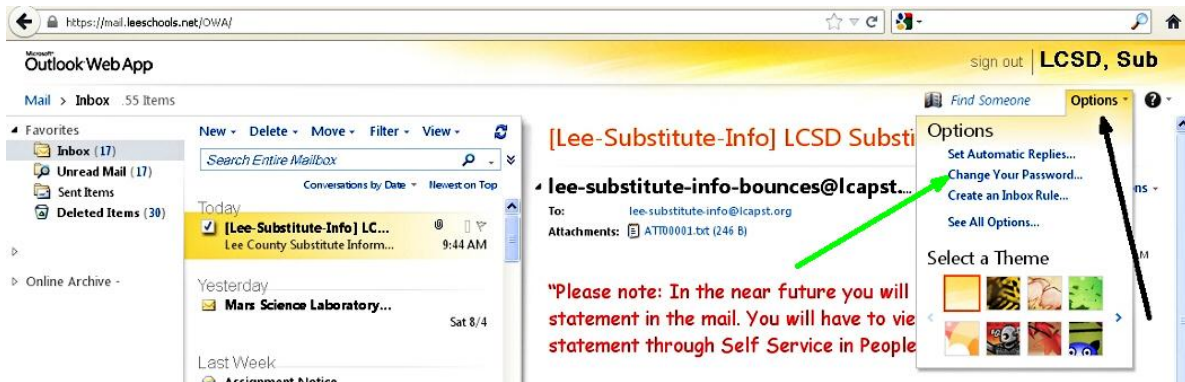 https://mail.leeschools.net/OWA/
Microsoft
Outlook Web App
sign out | LCSD, Sub
Mail > Inbox .55 Items
Find Someone
Options
Favorites
Inbox (17)
Unread Mail (17)
Sent Items
Deleted Items (30)
Online Archive -
New Delete Move Filter View
Search Entire Mailbox
Conversations by Date Newest on Top
Today
[Lee-Substitute-Info] LC...
Lee County Substitute Inform... 9:44 AM
Yesterday
Mars Science Laboratory...
Sat 8/4
Last Week
Assignment Notice
[Lee-Substitute-Info] LCSD Substi
lee-substitute-info-bounces@lcapst....
To: lee-substitute-info@lcapst.org
Attachments: ATT00001.txt (246 B)
"Please note: In the near future you will
statement in the mail. You will have to vie
statement through Self Service in People
Options
Set Automatic Replies...
Change Your Password...
Create an Inbox Rule...
See All Options...
Select a Theme
ns
M